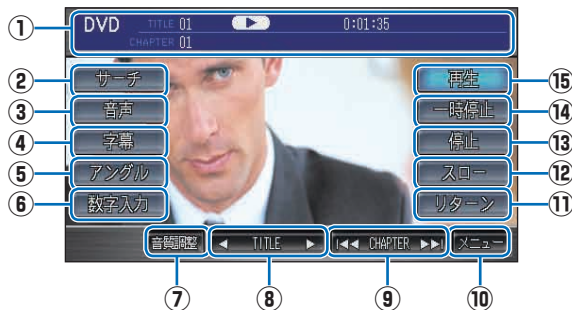 ① DVD TITLE 01 ▶ 0:01:35
CHAPTER 01
② サーチ 再生 ⑮
③ 音声 一時停止 ⑭
④ 字幕 停止 ⑬
⑤ アングル スロー ⑫
⑥ 数字入力 リターン ⑪
音質調整 ◀ TITLE ▶ I◀◀ CHAPTER ▶▶I メニュー
⑦ ⑧ ⑨ ⑩